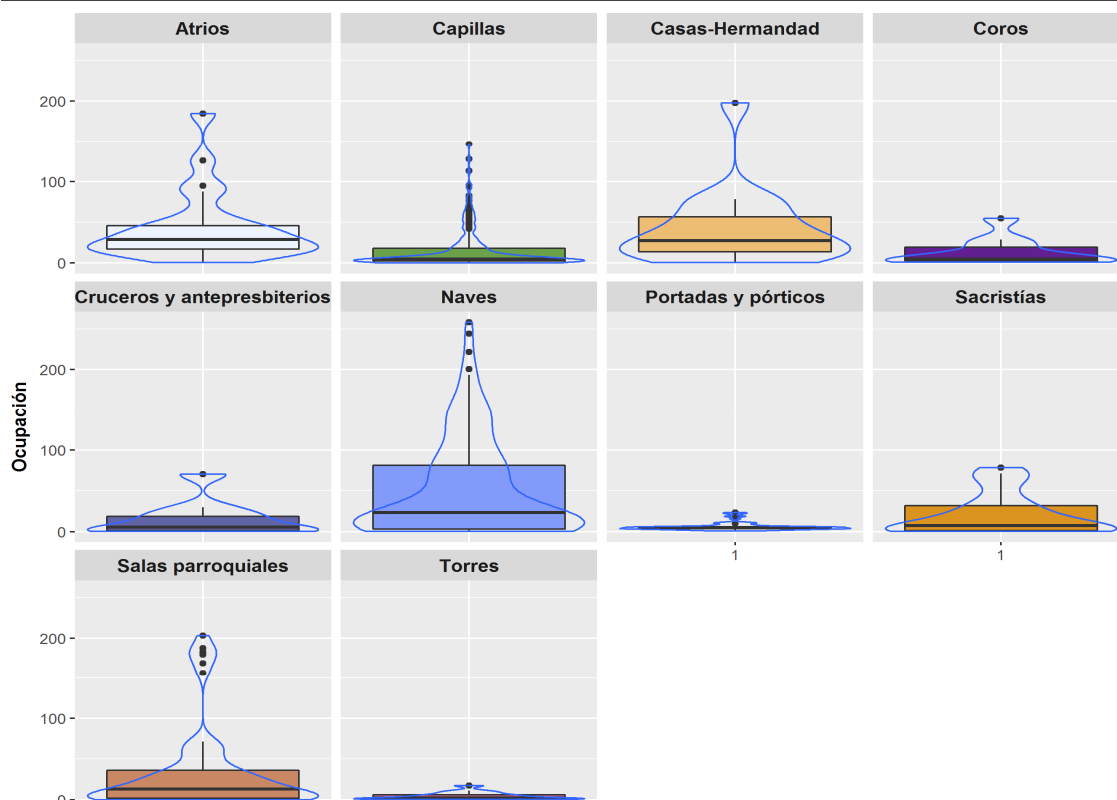 Atrios Capillas Casas-Hermandad Coros
200
100
0
Cruceros y antepresbiterios Naves Portadas y pórticos Sacristías
Ocupación
200
100
0
1 1
Salas parroquiales Torres
200
100
0